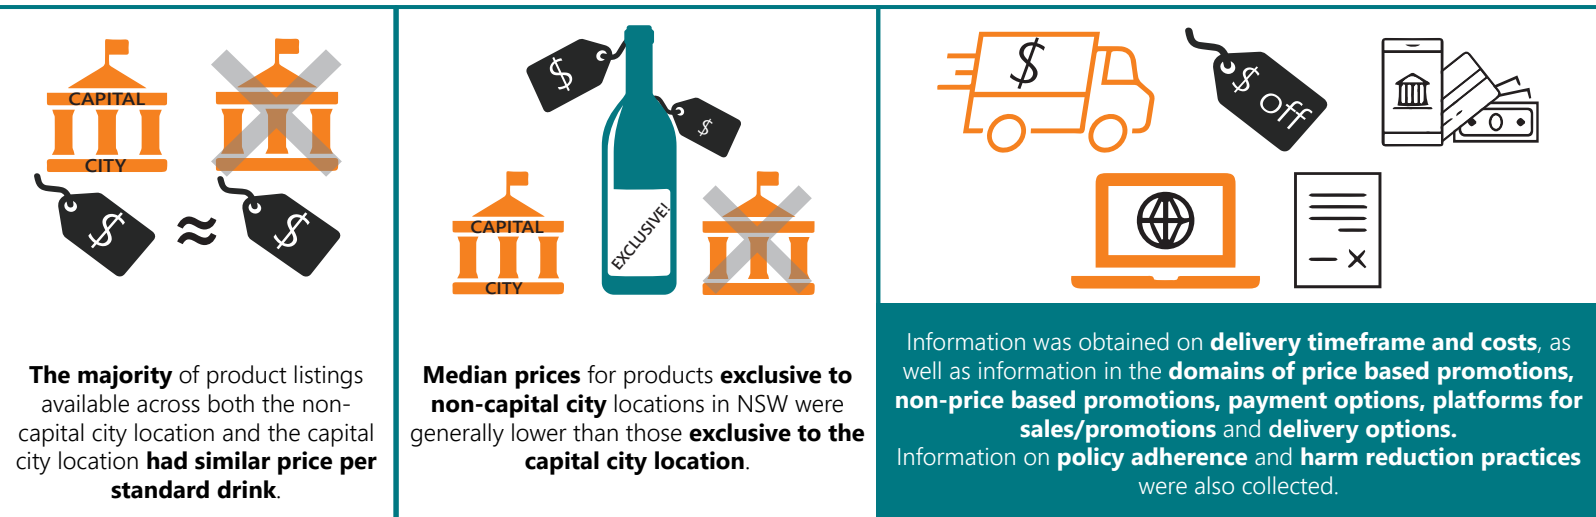 CAPITAL
CITY
$
$
The majority of product listings
available across both the non-
capital city location and the capital
city location had similar price per
standard drink.
$
$
EXCLUSIVE!
CAPITAL
CITY
Median prices for products exclusive to
non-capital city locations in NSW were
generally lower than those exclusive to the
capital city location.
$
$ off
Information was obtained on delivery timeframe and costs, as
well as information in the domains of price based promotions,
non-price based promotions, payment options, platforms for
sales/promotions and delivery options.
Information on policy adherence and harm reduction practices
were also collected.